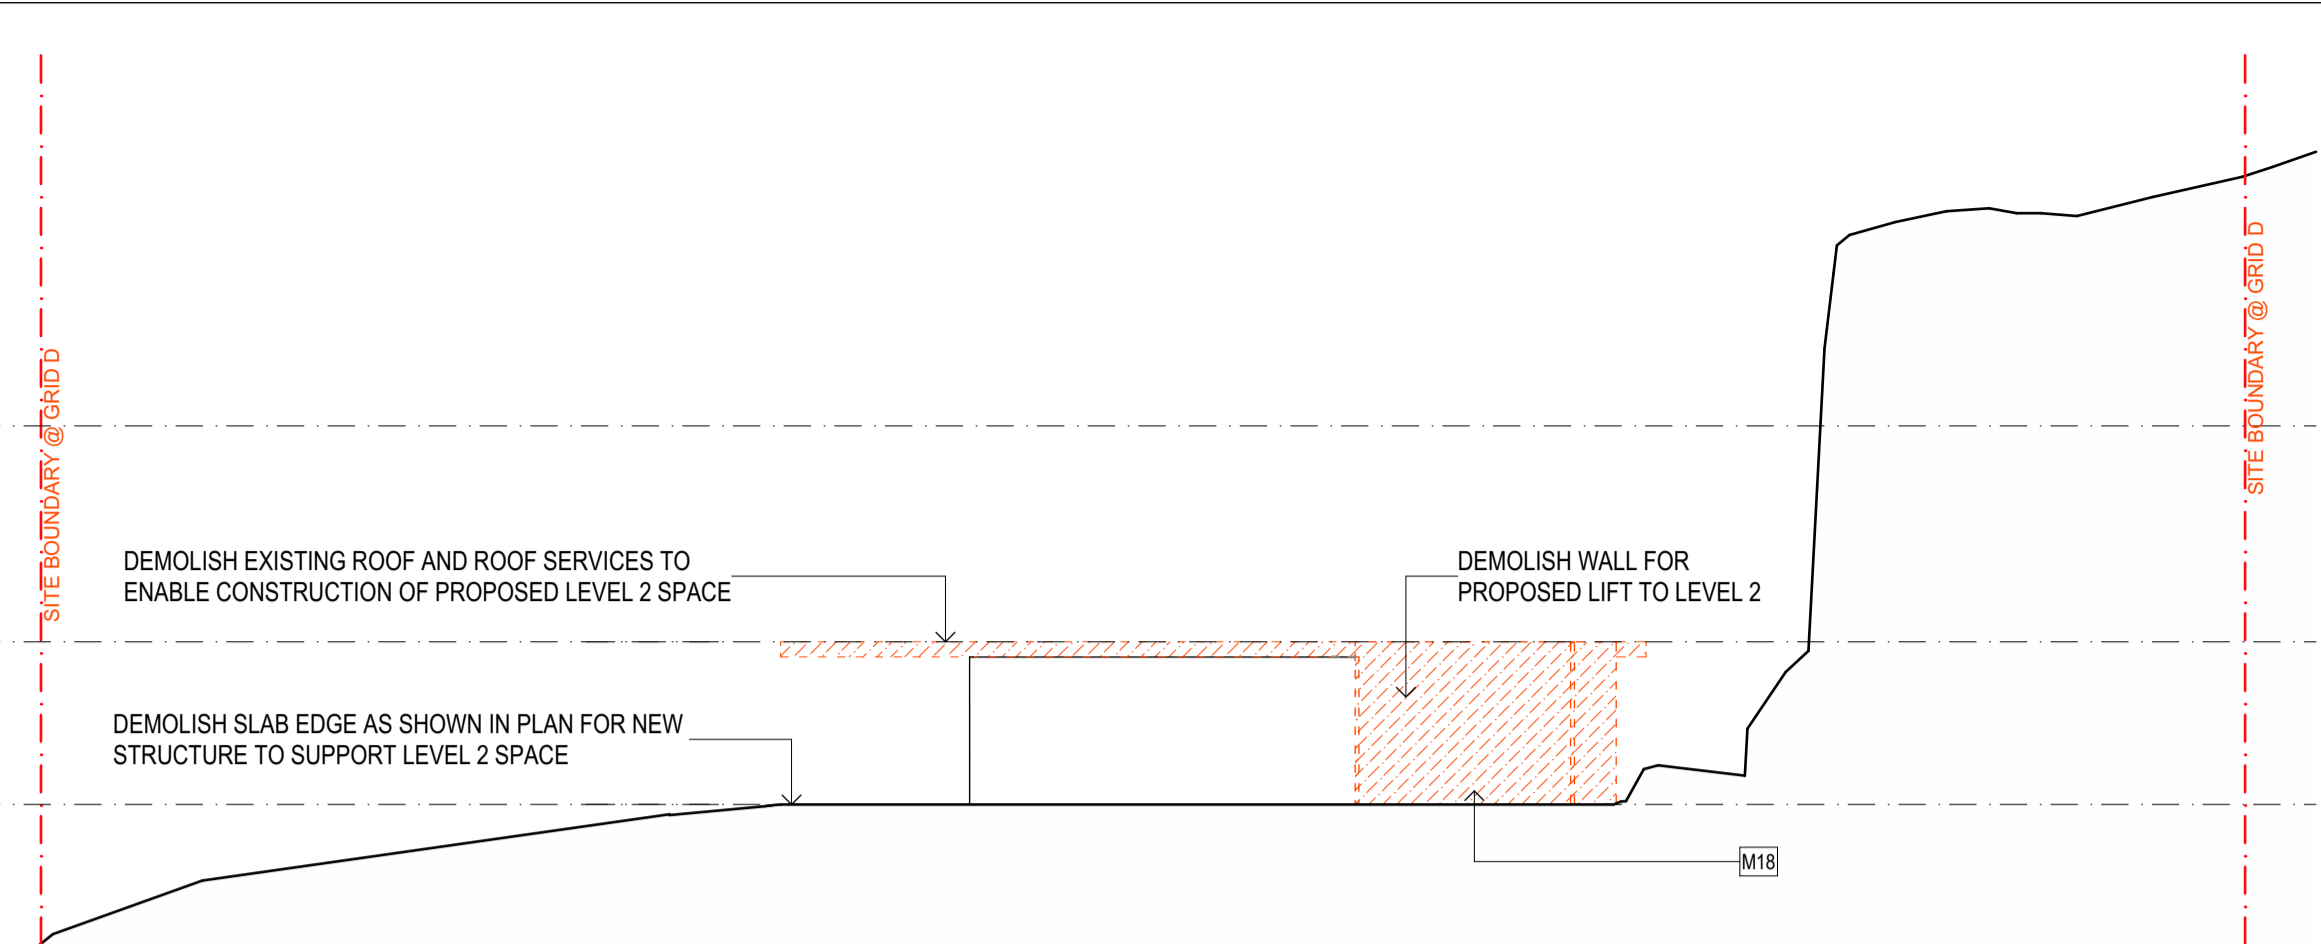 SITE BOUNDARY @ GRID D
SITE BOUNDARY @ GRID D
DEMOLISH EXISTING ROOF AND ROOF SERVICES TO
ENABLE CONSTRUCTION OF PROPOSED LEVEL 2 SPACE
DEMOLISH WALL FOR
PROPOSED LIFT TO LEVEL 2
DEMOLISH SLAB EDGE AS SHOWN IN PLAN FOR NEW
STRUCTURE TO SUPPORT LEVEL 2 SPACE
M18